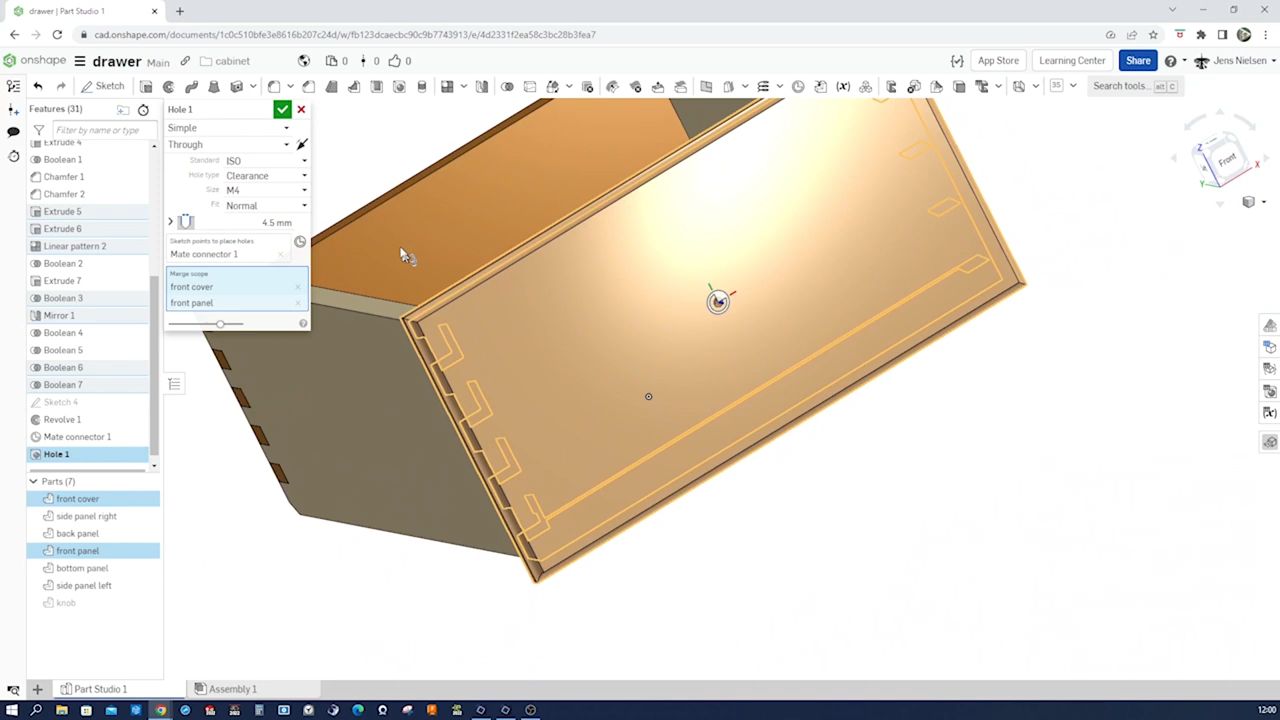 drawer | Part Studio 1
cad.onshape.com/documents/1c0c510bfe3e8616b207c24d/w/fb123dcaecbc90c9b7743913/e/4d2331f2ea58c3bc28b3fea7
onshape
drawer Main
cabinet
0
0
0
App Store
Learning Center
Share
Jens Nielsen
Sketch
Search tools...
alt C
Features (31)
Filter by name or type
Extrude 4
Boolean 1
Chamfer 1
Chamfer 2
Extrude 5
Extrude 6
Linear pattern 2
Boolean 2
Extrude 7
Boolean 3
Mirror 1
Boolean 4
Boolean 5
Boolean 6
Boolean 7
Sketch 4
Revolve 1
Mate connector 1
Hole 1
Parts (7)
front cover
side panel right
back panel
front panel
bottom panel
side panel left
knob
Hole 1
Simple
Through
Standard ISO
Hole type Clearance
Size M4
Fit Normal
4.5 mm
Sketch points to place holes
Mate connector 1
Merge scope
front cover
front panel
Z
Front
X
Y
Part Studio 1
Assembly 1
12:00